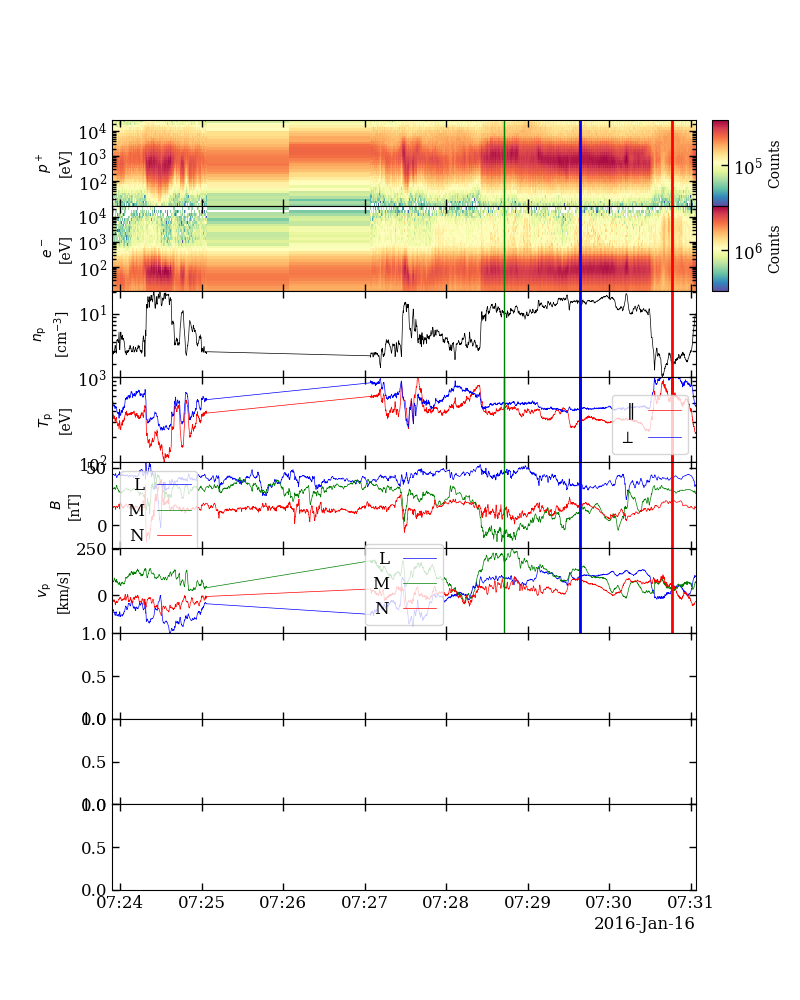 10⁴
10³
10²
p⁺
[eV]
10⁵
Counts
10⁴
10³
10²
e⁻
[eV]
10⁶
Counts
10¹
nₚ
[cm⁻³]
10³
10²
Tₚ
[eV]
∥
⊥
50
0
B
[nT]
L
M
N
250
0
vₚ
[km/s]
L
M
N
1.0
0.5
0.0
1.0
0.5
0.0
1.0
0.5
0.0
07:24 07:25 07:26 07:27 07:28 07:29 07:30 07:31
2016-Jan-16